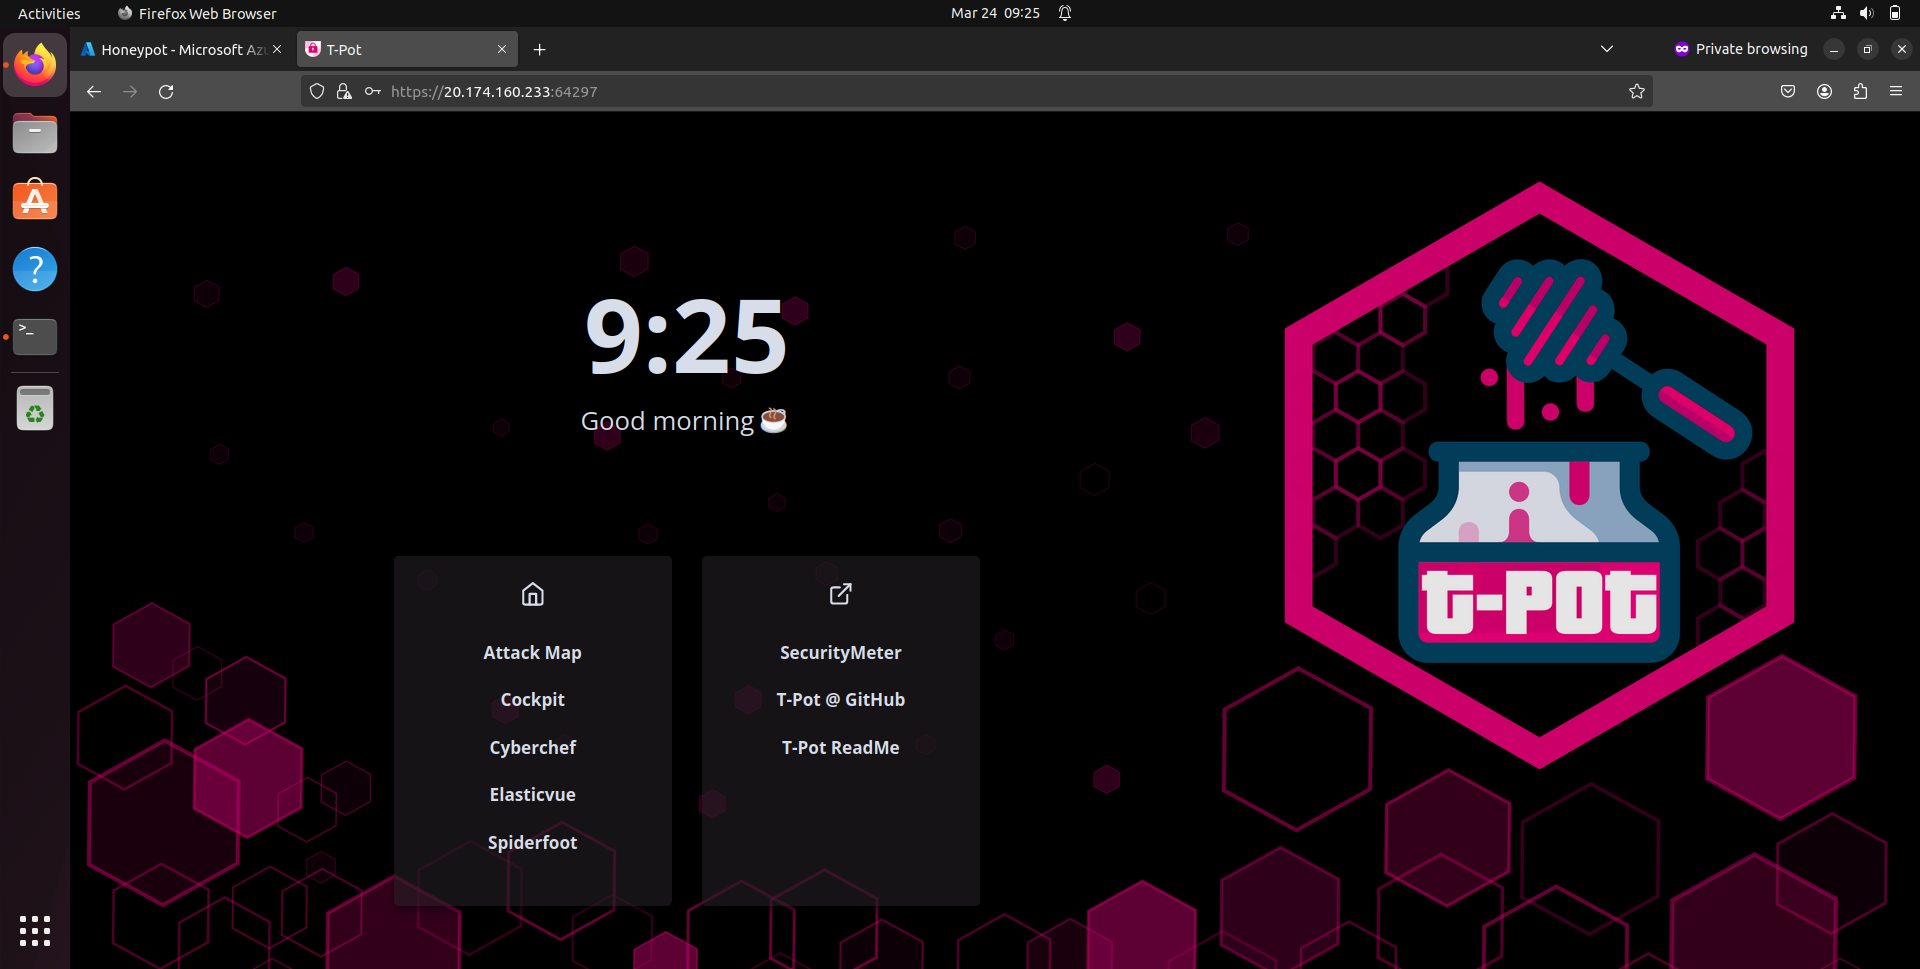 Activities
Firefox Web Browser
Mar 24 09:25
Honeypot - Microsoft Az
T-Pot
Private browsing
https://20.174.160.233:64297
9:25
Good morning
Attack Map
Cockpit
Cyberchef
Elasticvue
Spiderfoot
SecurityMeter
T-Pot @ GitHub
T-Pot ReadMe
t-pot